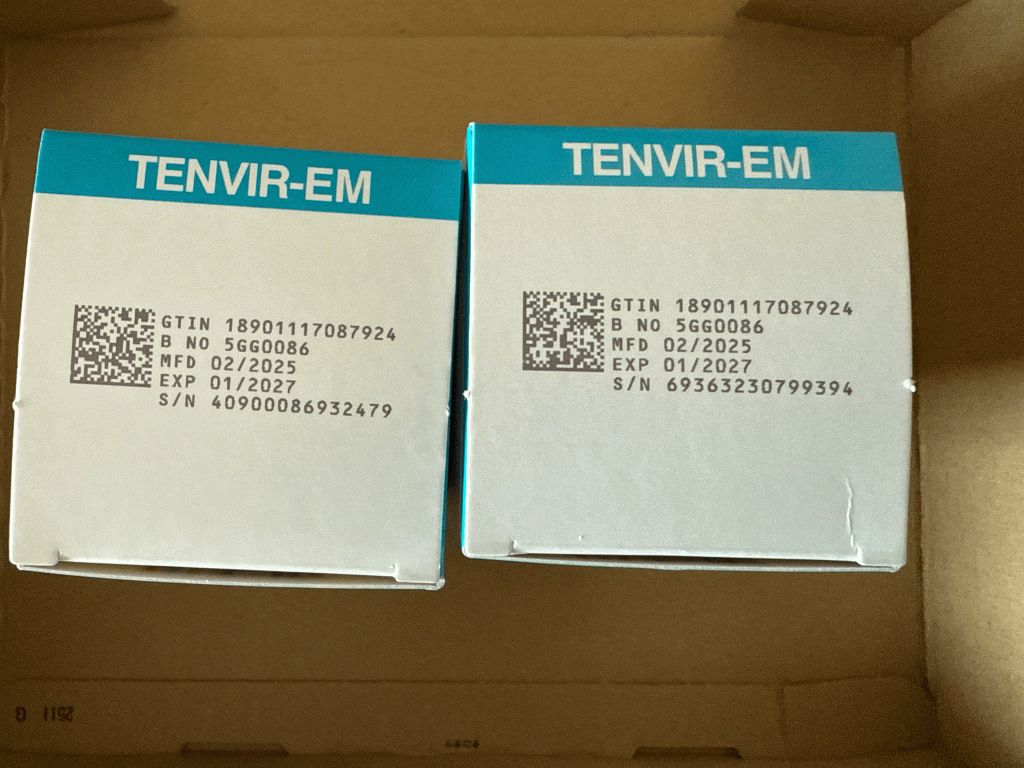 TENVIR-EM
GTIN 18901117087924
B NO 5GG0086
MFD 02/2025
EXP 01/2027
S/N 40900086932479
TENVIR-EM
GTIN 18901117087924
B NO 5GG0086
MFD 02/2025
EXP 01/2027
S/N 69363230799394